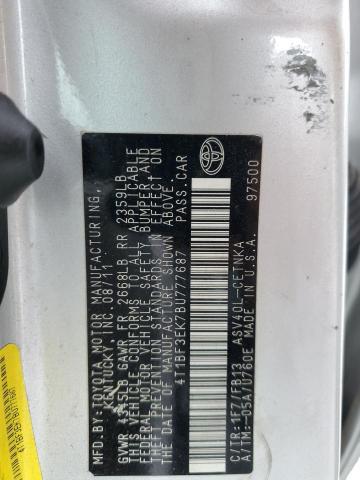 MFD BY: TOYOTA MOTOR MANUFACTURING,
KENTUCKY, INC. 08/11
GVWR GAWR FR 2668LB RR 2359LB
THIS VEHICLE CONFORMS TO ALL APPLICABLE
FEDERAL MOTOR VEHICLE SAFETY BUMPER AND
THEFT PREVENTION STANDARDS IN EFFECT ON
THE DATE OF MANUFACTURE SHOWN ABOVE.
4T1BF3EK7BU777687 PASS.CAR
C/TR:1F7/FB13 ASV40L-CETNKA
A/TM:-05A/U760E MADE IN U.S.A. 97500
TOYOTA